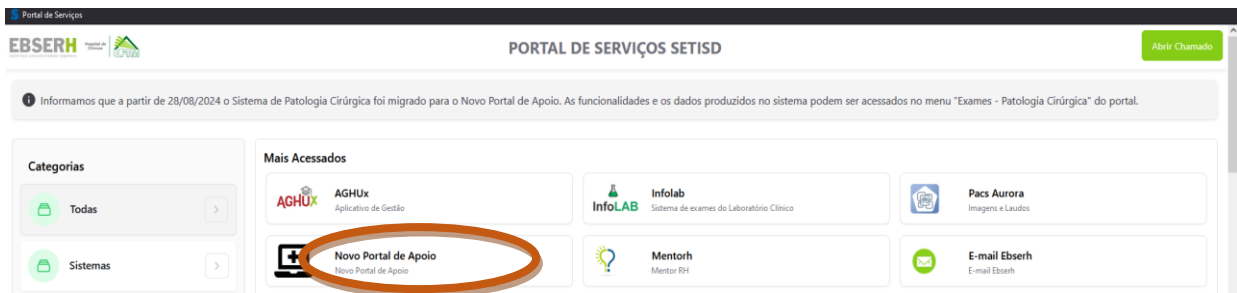 Portal de Serviços
EBSERH
PORTAL DE SERVIÇOS SETISD
Abrir Chamado
Informamos que a partir de 28/08/2024 o Sistema de Patologia Cirúrgica foi migrado para o Novo Portal de Apoio. As funcionalidades e os dados produzidos no sistema podem ser acessados no menu "Exames - Patologia Cirúrgica" do portal.
Categorias
Todas
Sistemas
Mais Acessados
AGHUX
AGHUx
Aplicativo de Gestão
InfoLAB
Infolab
Sistema de exames do Laboratório Clínico
Pacs Aurora
Imagens e Laudos
Novo Portal de Apoio
Novo Portal de Apoio
Mentorh
Mentor RH
E-mail Ebserh
E-mail Ebserh